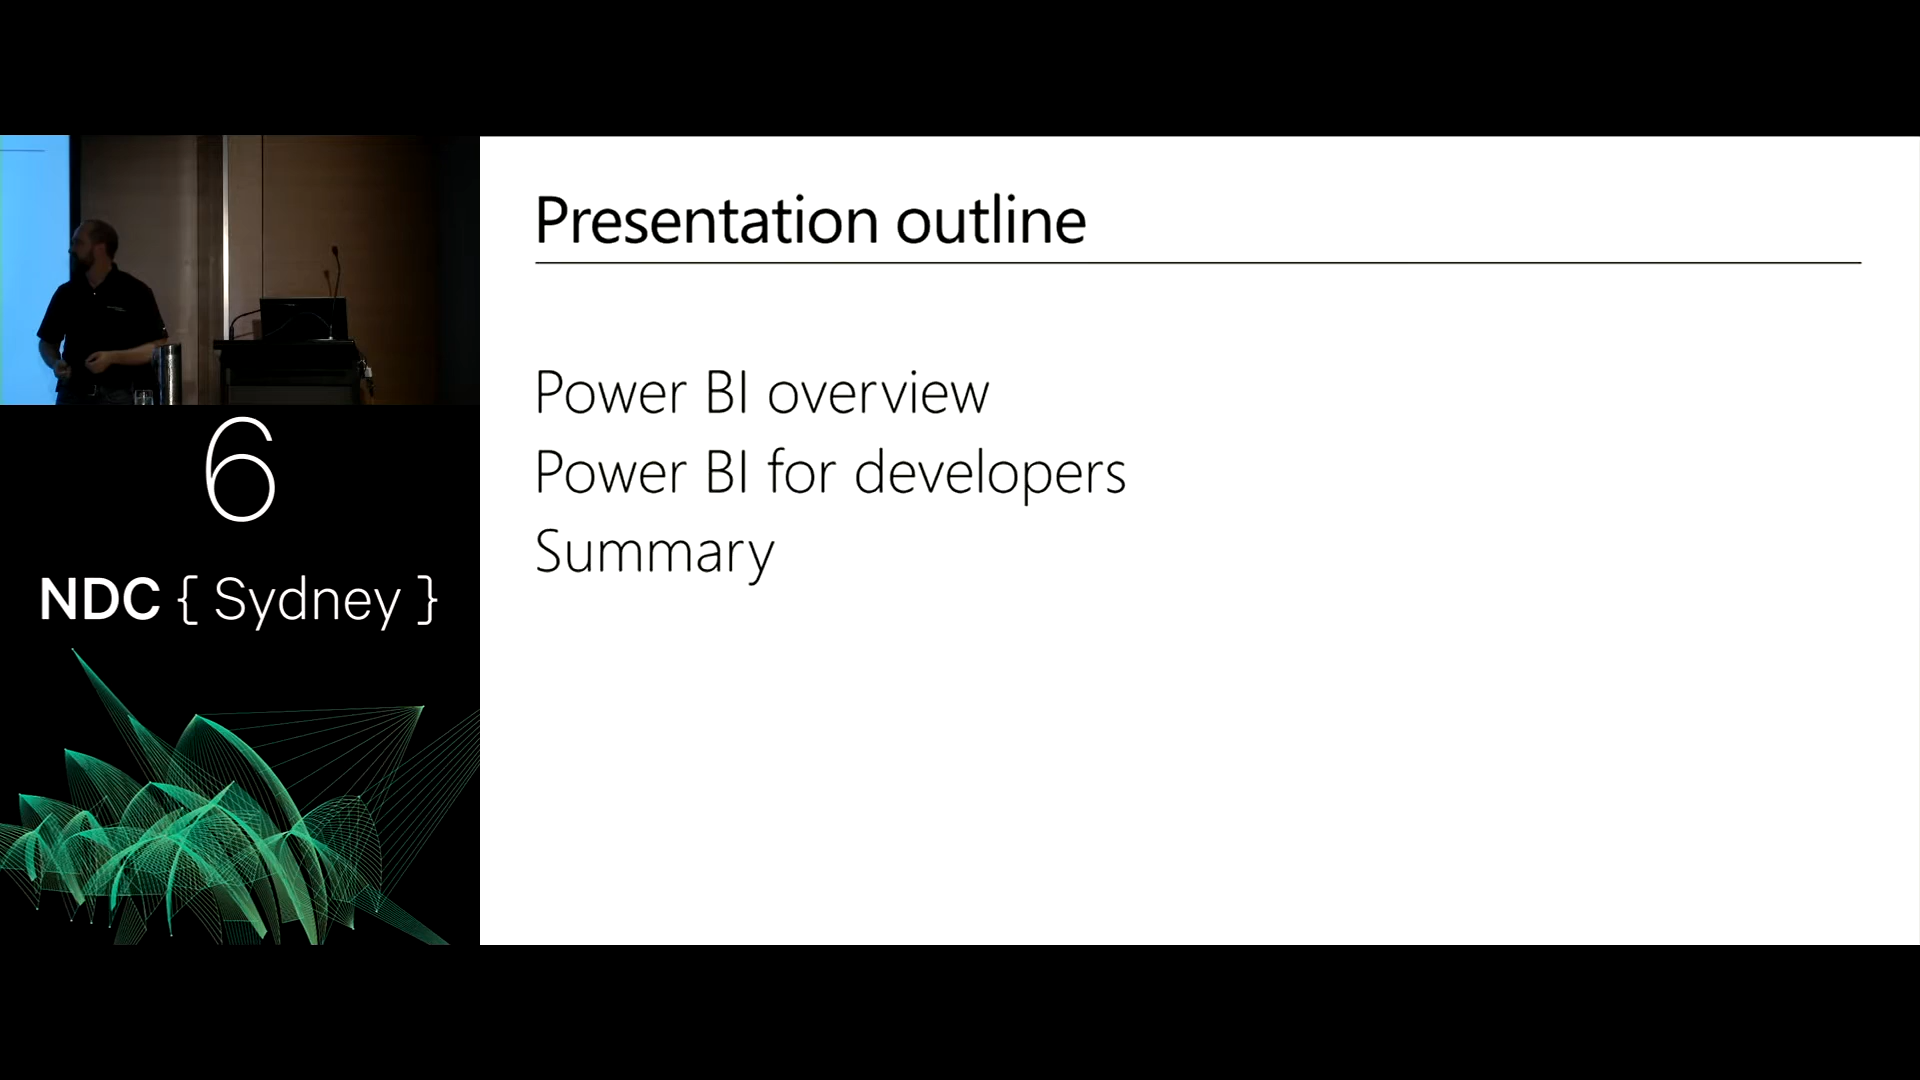 Presentation outline
Power BI overview
Power BI for developers
Summary
6
NDC { Sydney }